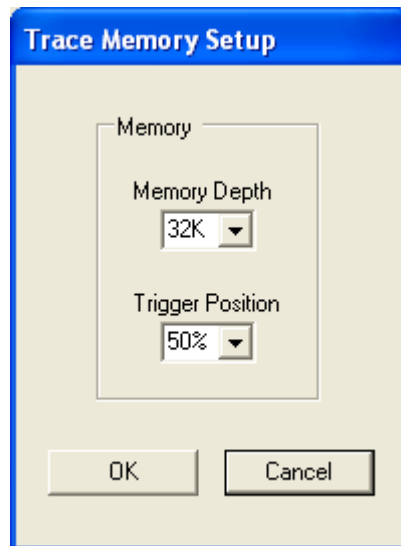 Trace Memory Setup
Memory
Memory Depth
32K
Trigger Position
50%
OK
Cancel